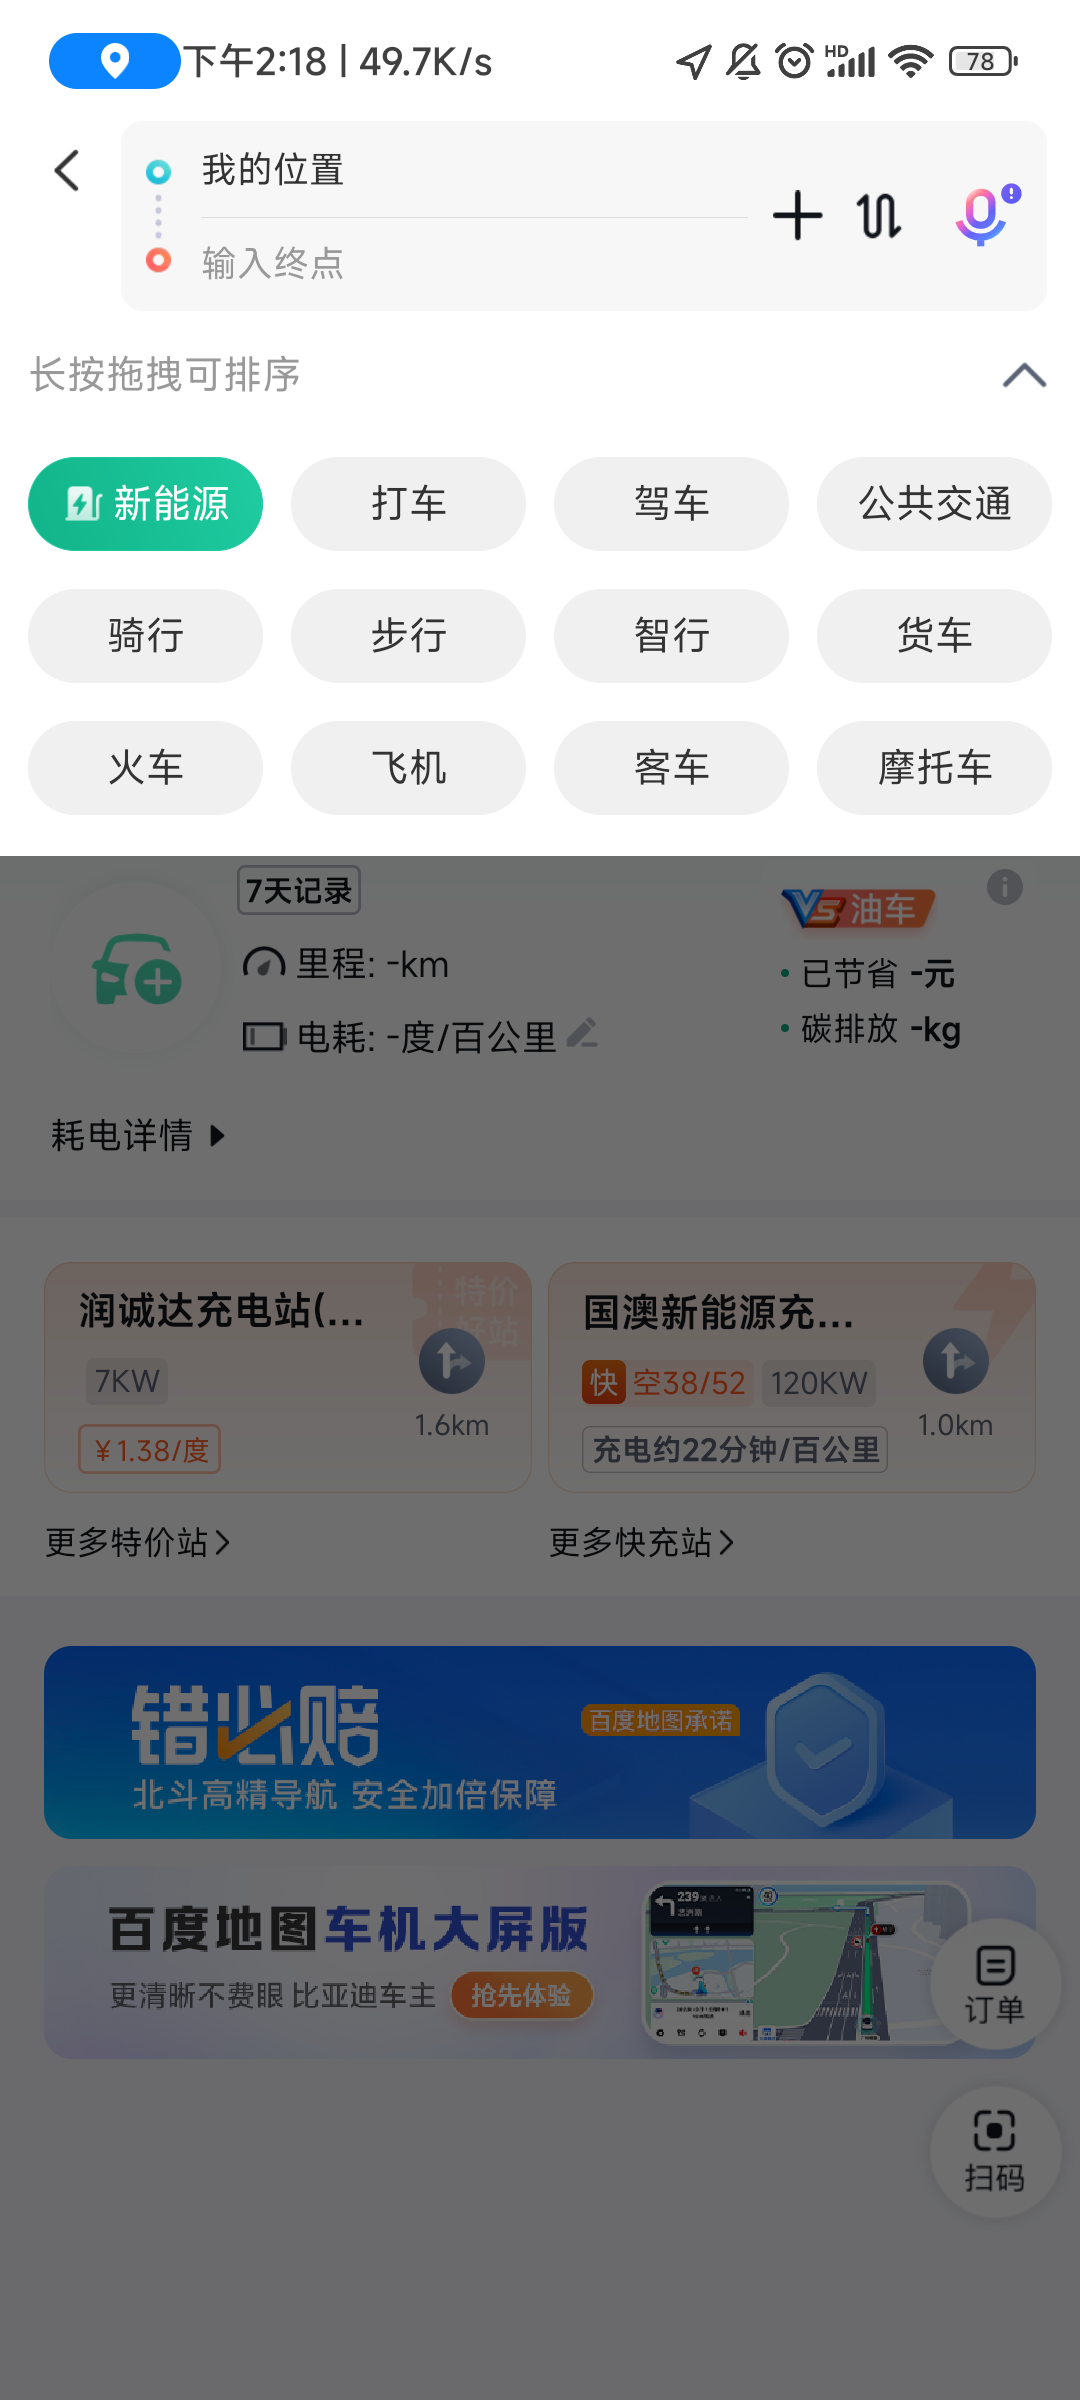 下午2:18 | 49.7K/s
HD
78
我的位置
输入终点
长按拖拽可排序
新能源
打车
驾车
公共交通
骑行
步行
智行
货车
火车
飞机
客车
摩托车
7天记录
里程: -km
电耗: -度/百公里
VS 油车
已节省 -元
碳排放 -kg
耗电详情
润诚达充电站(...
特价
好站
7KW
¥1.38/度
1.6km
国澳新能源充...
快 空38/52 120KW
充电约22分钟/百公里
1.0km
更多特价站
更多快充站
错必赔
北斗高精导航 安全加倍保障
百度地图承诺
百度地图车机大屏版
更清晰不费眼 比亚迪车主
抢先体验
239
订单
扫码